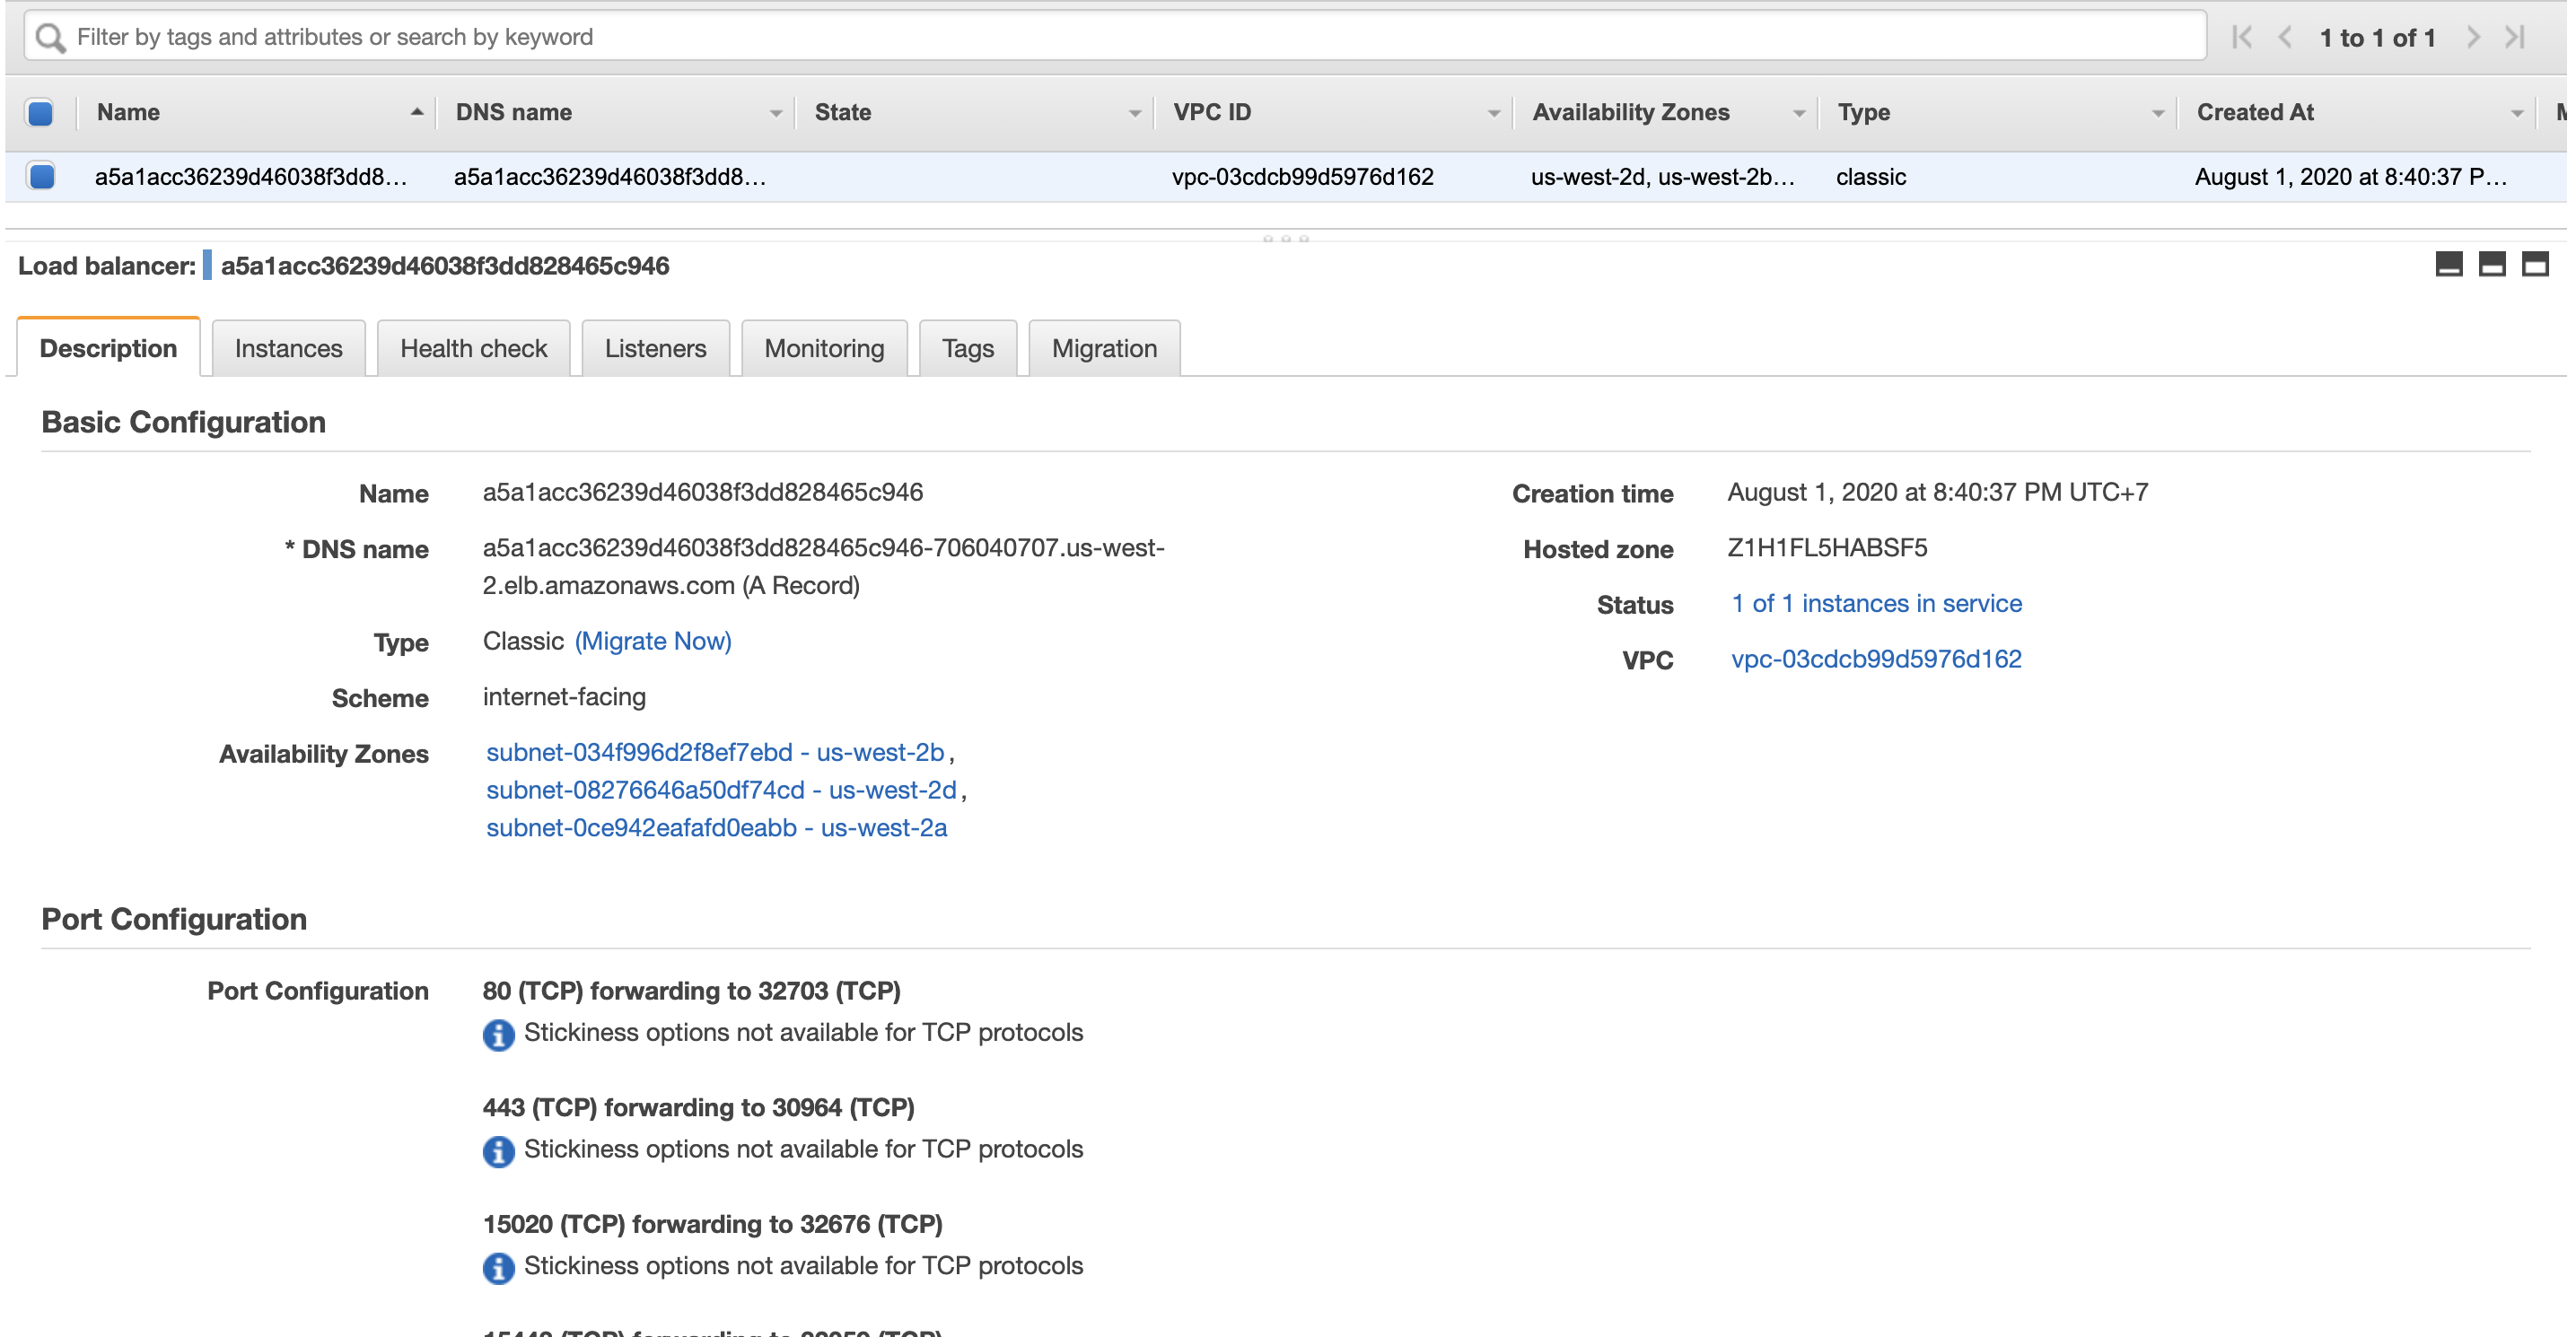 Filter by tags and attributes or search by keyword
1 to 1 of 1
Name DNS name State VPC ID Availability Zones Type Created At
a5a1acc36239d46038f3dd8... a5a1acc36239d46038f3dd8... vpc-03cdcb99d5976d162 us-west-2d, us-west-2b... classic August 1, 2020 at 8:40:37 P...
Load balancer: a5a1acc36239d46038f3dd828465c946
Description Instances Health check Listeners Monitoring Tags Migration
Basic Configuration
Name a5a1acc36239d46038f3dd828465c946
* DNS name a5a1acc36239d46038f3dd828465c946-706040707.us-west-
2.elb.amazonaws.com (A Record)
Type Classic (Migrate Now)
Scheme internet-facing
Availability Zones subnet-034f996d2f8ef7ebd - us-west-2b,
subnet-08276646a50df74cd - us-west-2d,
subnet-0ce942eafafd0eabb - us-west-2a
Creation time August 1, 2020 at 8:40:37 PM UTC+7
Hosted zone Z1H1FL5HABSF5
Status 1 of 1 instances in service
VPC vpc-03cdcb99d5976d162
Port Configuration
Port Configuration 80 (TCP) forwarding to 32703 (TCP)
Stickiness options not available for TCP protocols
443 (TCP) forwarding to 30964 (TCP)
Stickiness options not available for TCP protocols
15020 (TCP) forwarding to 32676 (TCP)
Stickiness options not available for TCP protocols
(TCP) forwarding to (TCP)